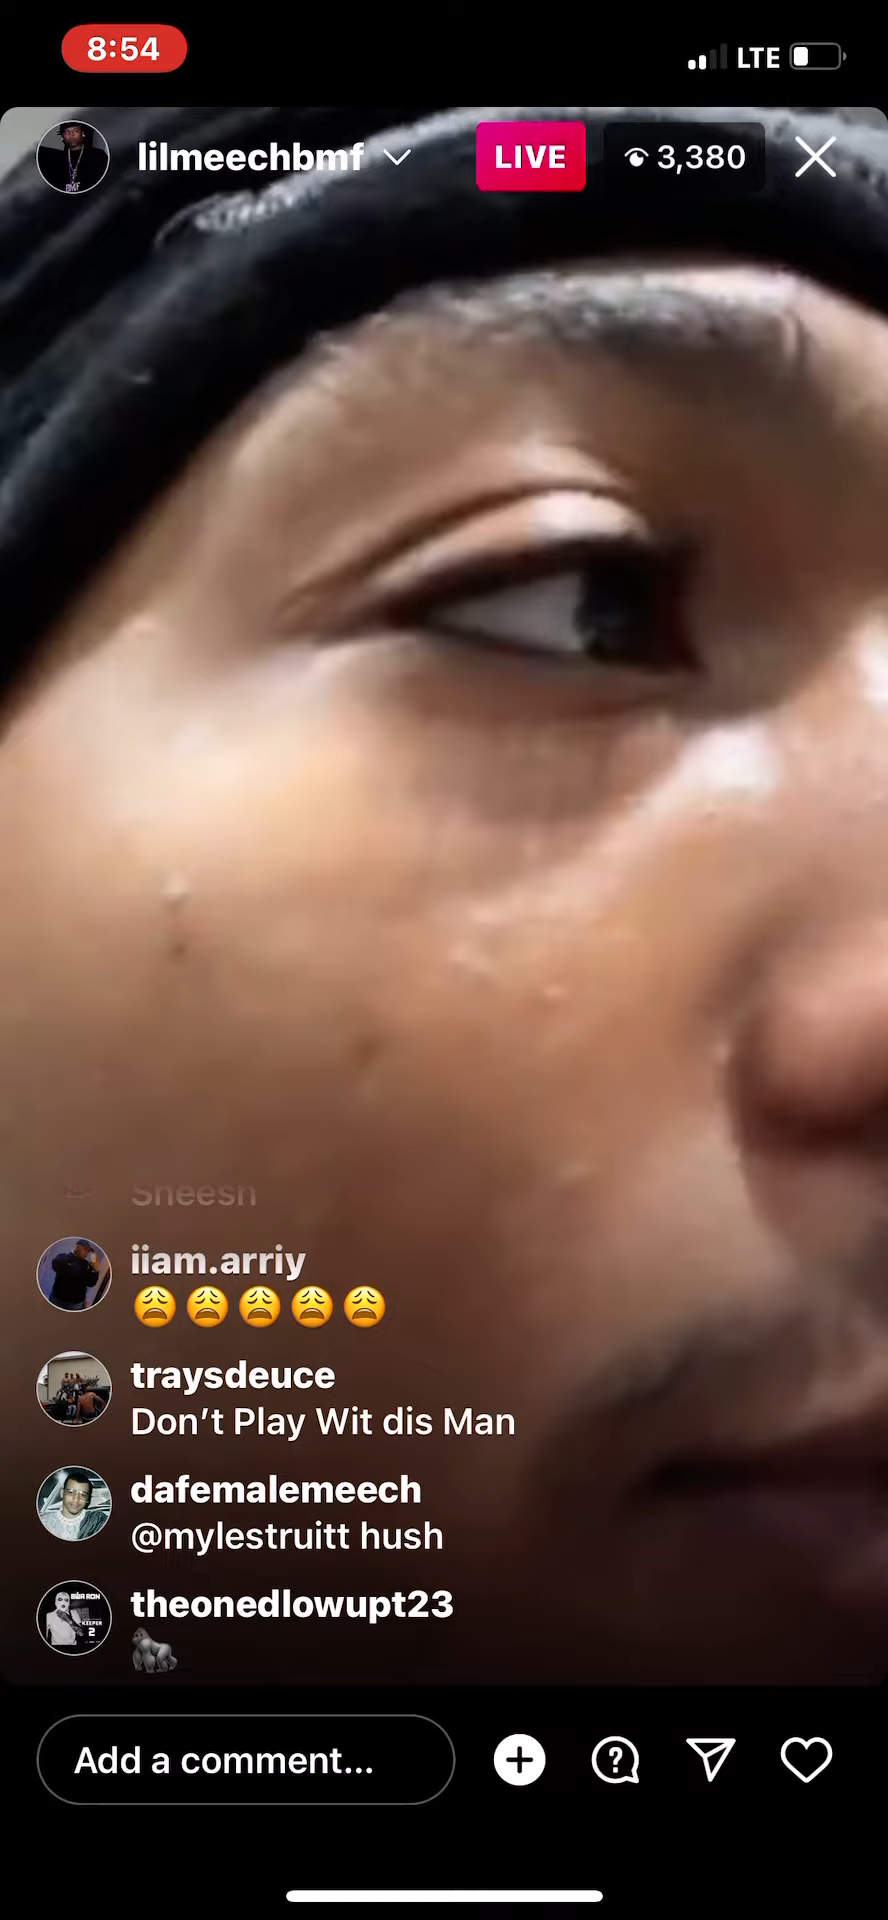 8:54
LTE
lilmeechbmf
LIVE
3,380
Sheesh
iiam.arriy
😩😩😩😩😩
traysdeuce
Don’t Play Wit dis Man
dafemalemeech
@mylestruitt hush
theonedlowupt23
🦍
Add a comment...